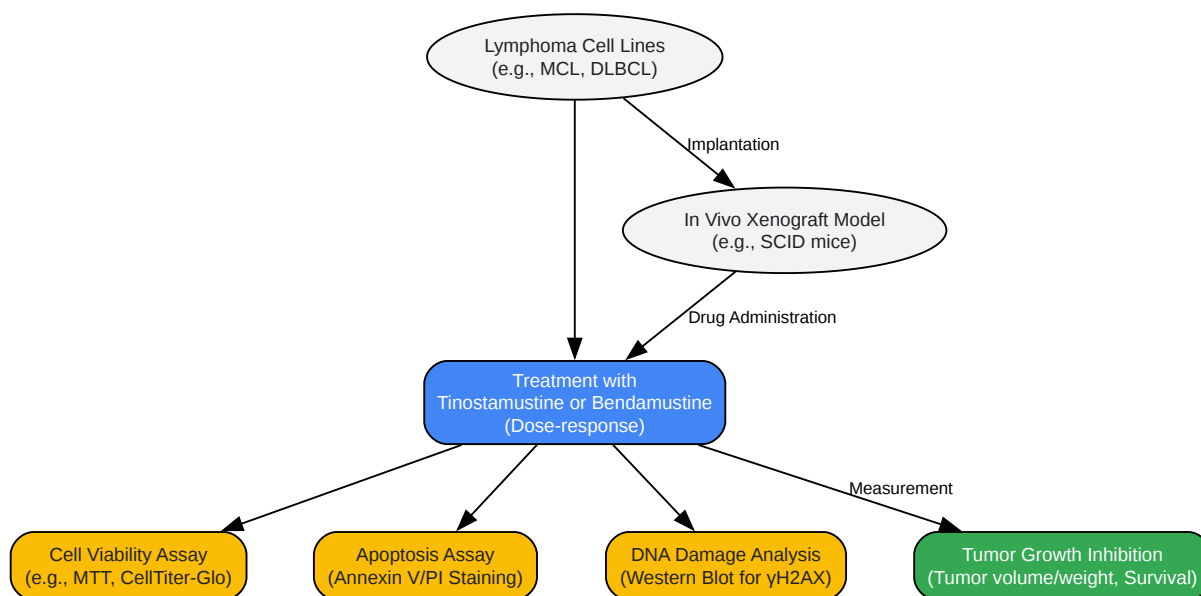 Lymphoma Cell Lines
(e.g., MCL, DLBCL)
Implantation
In Vivo Xenograft Model
(e.g., SCID mice)
Drug Administration
Treatment with
Tinostamustine or Bendamustine
(Dose-response)
Measurement
Cell Viability Assay
(e.g., MTT, CellTiter-Glo)
Apoptosis Assay
(Annexin V/PI Staining)
DNA Damage Analysis
(Western Blot for γH2AX)
Tumor Growth Inhibition
(Tumor volume/weight, Survival)